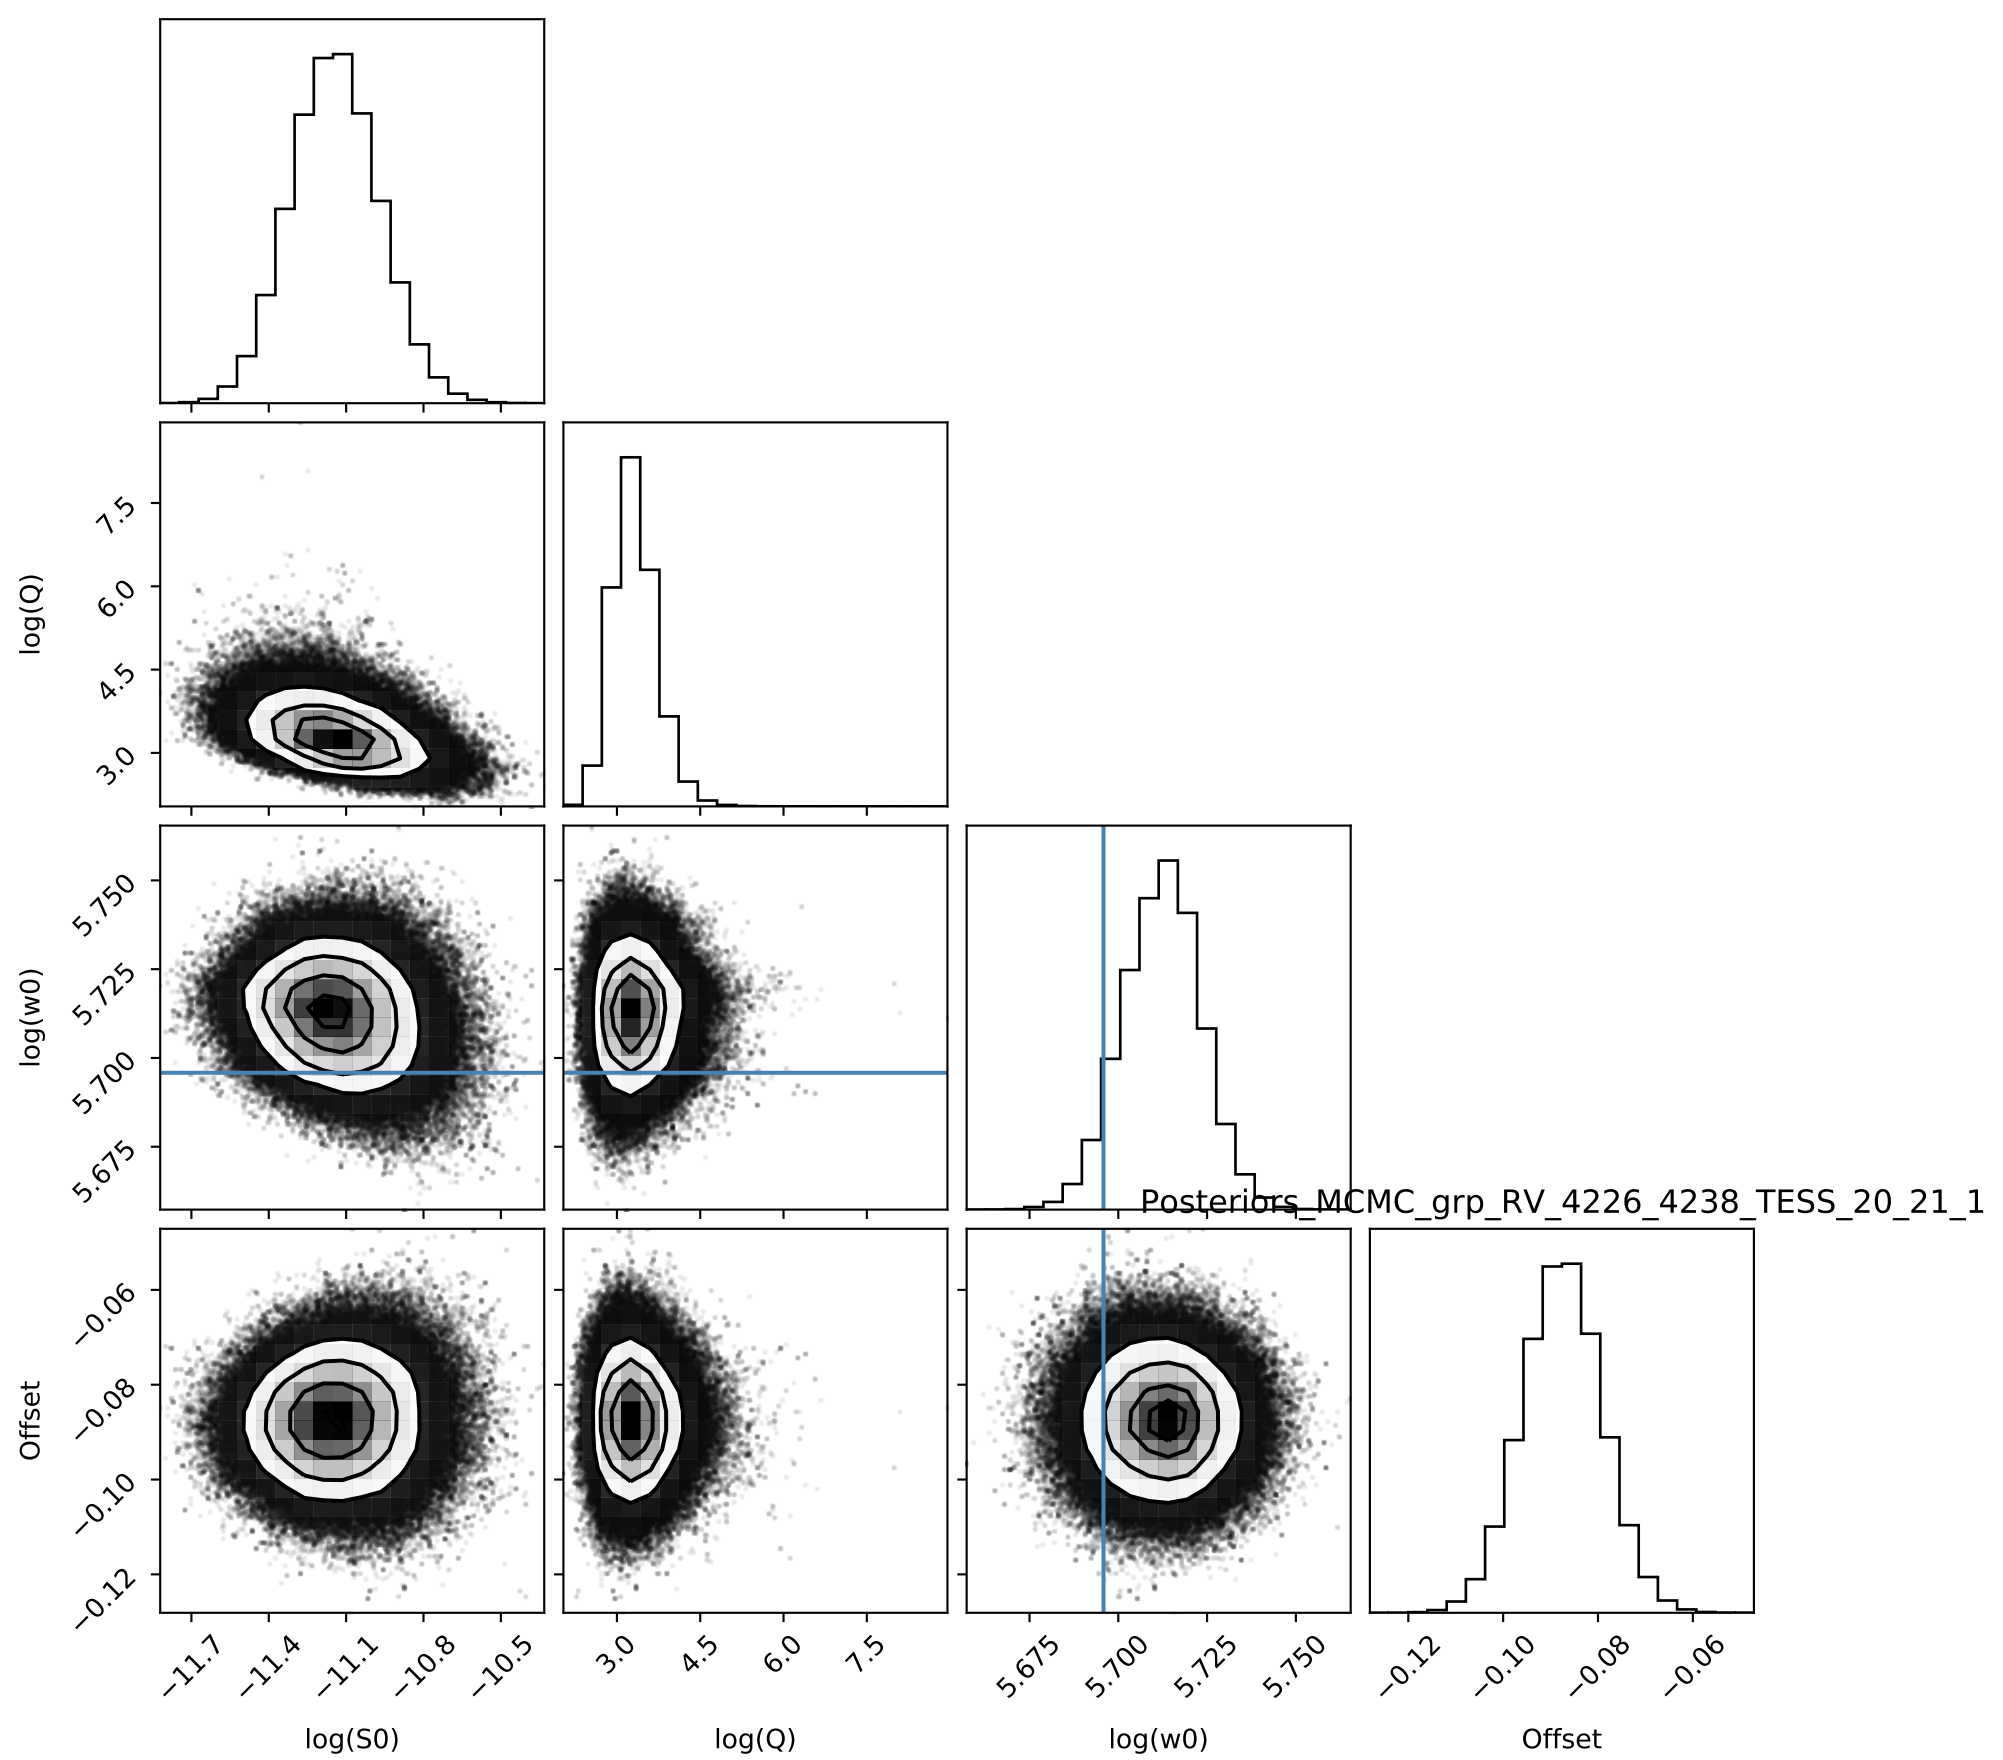 7.5
6.0
4.5
3.0
log(Q)
5.750
5.725
5.700
5.675
log(w0)
Posteriors_MCMC_grp_RV_4226_4238_TESS_20_21_1
−0.06
−0.08
−0.10
−0.12
Offset
−11.7 −11.4 −11.1 −10.8 −10.5 3.0 4.5 6.0 7.5 5.675 5.700 5.725 5.750 −0.12 −0.10 −0.08 −0.06
log(S0) log(Q) log(w0) Offset